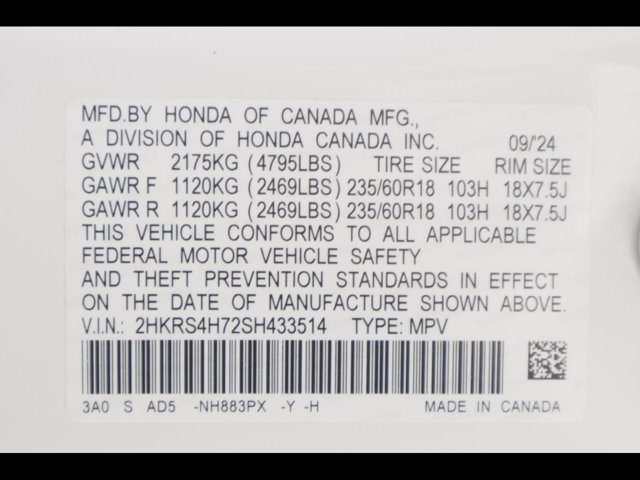 MFD.BY HONDA OF CANADA MFG.,
A DIVISION OF HONDA CANADA INC. 09/'24
GVWR 2175KG (4795LBS) TIRE SIZE RIM SIZE
GAWR F 1120KG (2469LBS) 235/60R18 103H 18X7.5J
GAWR R 1120KG (2469LBS) 235/60R18 103H 18X7.5J
THIS VEHICLE CONFORMS TO ALL APPLICABLE
FEDERAL MOTOR VEHICLE SAFETY
AND THEFT PREVENTION STANDARDS IN EFFECT
ON THE DATE OF MANUFACTURE SHOWN ABOVE.
V.I.N.: 2HKRS4H72SH433514 TYPE: MPV
3A0 S AD5 -NH883PX -Y -H MADE IN CANADA